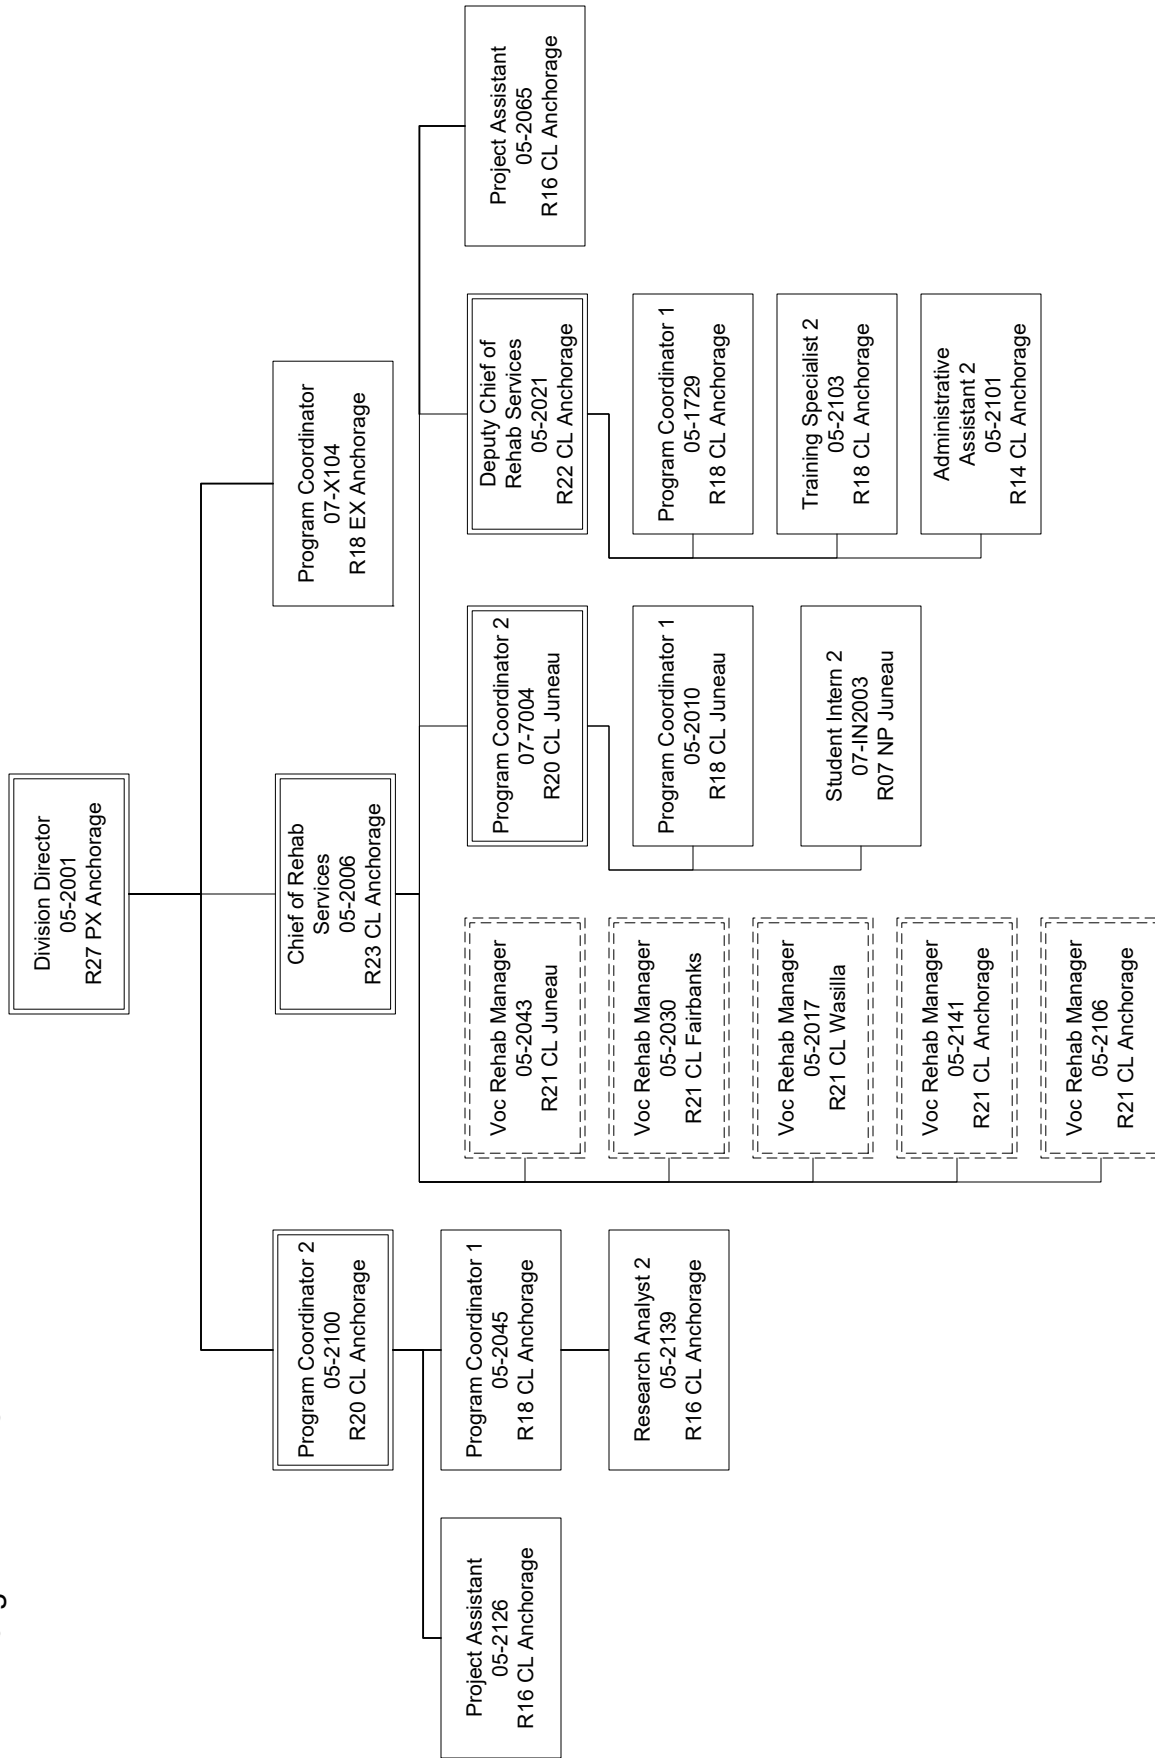 Division Director
05-2001
R27 PX Anchorage
Program Coordinator 2
05-2100
R20 CL Anchorage
Chief of Rehab
Services
05-2006
R23 CL Anchorage
Program Coordinator
07-X104
R18 EX Anchorage
Project Assistant
05-2126
R16 CL Anchorage
Program Coordinator 1
05-2045
R18 CL Anchorage
Research Analyst 2
05-2139
R16 CL Anchorage
Voc Rehab Manager
05-2043
R21 CL Juneau
Voc Rehab Manager
05-2030
R21 CL Fairbanks
Voc Rehab Manager
05-2017
R21 CL Wasilla
Voc Rehab Manager
05-2141
R21 CL Anchorage
Voc Rehab Manager
05-2106
R21 CL Anchorage
Program Coordinator 2
07-7004
R20 CL Juneau
Program Coordinator 1
05-2010
R18 CL Juneau
Student Intern 2
07-IN2003
R07 NP Juneau
Deputy Chief of
Rehab Services
05-2021
R22 CL Anchorage
Program Coordinator 1
05-1729
R18 CL Anchorage
Training Specialist 2
05-2103
R18 CL Anchorage
Administrative
Assistant 2
05-2101
R14 CL Anchorage
Project Assistant
05-2065
R16 CL Anchorage